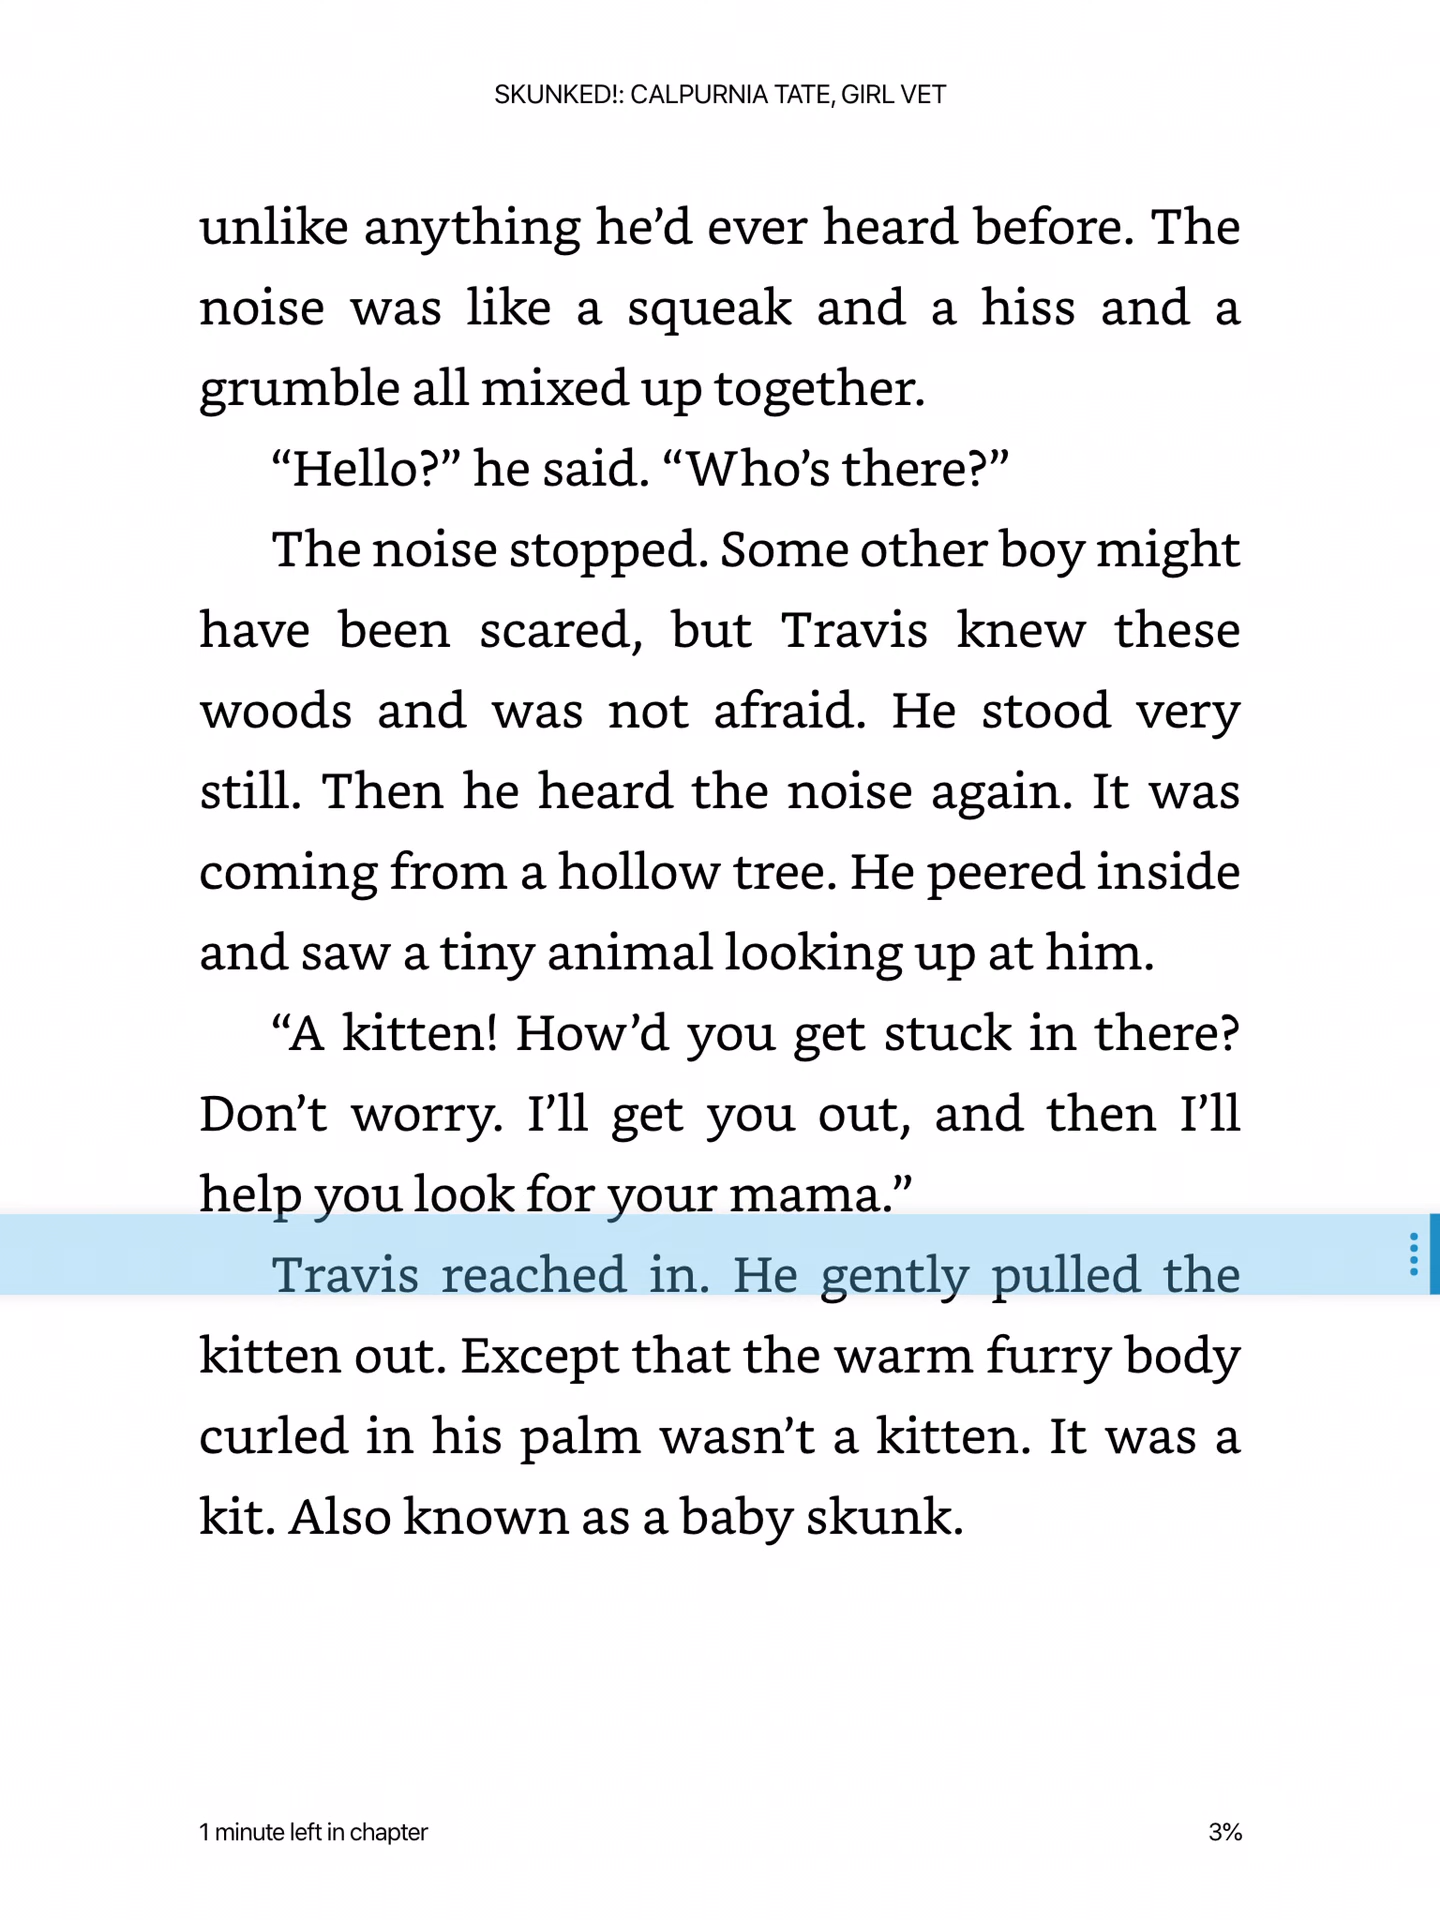 SKUNKED!: CALPURNIA TATE, GIRL VET
unlike anything he’d ever heard before. The
noise was like a squeak and a hiss and a
grumble all mixed up together.
“Hello?” he said. “Who’s there?”
The noise stopped. Some other boy might
have been scared, but Travis knew these
woods and was not afraid. He stood very
still. Then he heard the noise again. It was
coming from a hollow tree. He peered inside
and saw a tiny animal looking up at him.
“A kitten! How’d you get stuck in there?
Don’t worry. I’ll get you out, and then I’ll
help you look for your mama.”
Travis reached in. He gently pulled the
kitten out. Except that the warm furry body
curled in his palm wasn’t a kitten. It was a
kit. Also known as a baby skunk.
1 minute left in chapter 3%